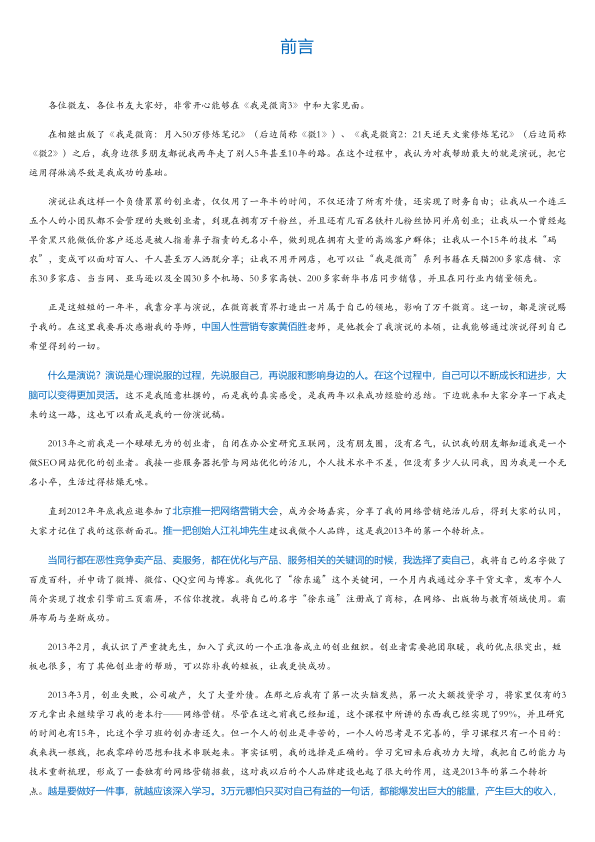 前言
各位微友、各位书友大家好，非常开心能够在《我是微商3》中和大家见面。
在相继出版了《我是微商：月入50万修炼笔记》（后边简称《微1》）、《我是微商2：21天逆天文案修炼笔记》（后边简称
《微2》）之后，我身边很多朋友都说我两年走了别人5年甚至10年的路。在这个过程中，我认为对我帮助最大的就是演说，把它
运用得淋漓尽致是我成功的基础。
演说让我这样一个负债累累的创业者，仅仅用了一年半的时间，不仅还清了所有外债，还实现了财务自由；让我从一个连三
五个人的小团队都不会管理的失败创业者，到现在拥有万千粉丝，并且还有几百名铁杆儿粉丝协同并肩创业；让我从一个曾经起
早贪黑只能做低价客户还总是被人指着鼻子指责的无名小卒，做到现在拥有大量的高端客户群体；让我从一个15年的技术“码
农”，变成可以面对百人、千人甚至万人洒脱分享；让我不用开网店，也可以让“我是微商”系列书籍在天猫200多家店铺、京
东30多家店、当当网、亚马逊以及全国30多个机场、50多家高铁、200多家新华书店同步销售，并且在同行业内销量领先。
正是这短短的一年半，我靠分享与演说，在微商教育界打造出一片属于自己的领地，影响了万千微商。这一切，都是演说赐
予我的。在这里我要再次感谢我的导师，中国人性营销专家黄佰胜老师，是他教会了我演说的本领，让我能够通过演说得到自己
希望得到的一切。
什么是演说？演说是心理说服的过程，先说服自己，再说服和影响身边的人。在这个过程中，自己可以不断成长和进步，大
脑可以变得更加灵活。这不是我随意杜撰的，而是我的真实感受，是我两年以来成功经验的总结。下边就来和大家分享一下我走
来的这一路，这也可以看成是我的一份演说稿。
2013年之前我是一个碌碌无为的创业者，自闭在办公室研究互联网，没有朋友圈，没有名气，认识我的朋友都知道我是一个
做SEO网站优化的创业者。我接一些服务器托管与网站优化的活儿，个人技术水平不差，但没有多少人认同我，因为我是一个无
名小卒，生活过得枯燥无味。
直到2012年年底我应邀参加了北京推一把网络营销大会，成为会场嘉宾，分享了我的网络营销绝活儿后，得到大家的认同，
大家才记住了我的这张新面孔。推一把创始人江礼坤先生建议我做个人品牌，这是我2013年的第一个转折点。
当同行都在恶性竞争卖产品、卖服务，都在优化与产品、服务相关的关键词的时候，我选择了卖自己，我将自己的名字做了
百度百科，并申请了微博、微信、QQ空间与博客。我优化了“徐东遥”这个关键词，一个月内我通过分享干货文章，发布个人
简介实现了搜索引擎前三页霸屏，不信你搜搜。我将自己的名字“徐东遥”注册成了商标，在网络、出版物与教育领域使用。霸
屏布局与垄断成功。
2013年2月，我认识了严重捷先生，加入了武汉的一个正准备成立的创业组织。创业者需要抱团取暖，我的优点很突出，短
板也很多，有了其他创业者的帮助，可以弥补我的短板，让我更快成功。
2013年3月，创业失败，公司破产，欠了大量外债。在那之后我有了第一次头脑发热，第一次大额投资学习，将家里仅有的3
万元拿出来继续学习我的老本行——网络营销。尽管在这之前我已经知道，这个课程中所讲的东西我已经实现了99%，并且研究
的时间也有15年，比这个学习班的创办者还久。但一个人的创业是辛苦的，一个人的思考是不完善的，学习课程只有一个目的：
我来找一根线，把我零碎的思想和技术串联起来。事实证明，我的选择是正确的。学习完回来后我功力大增，我把自己的能力与
技术重新梳理，形成了一套独有的网络营销招数，这对我以后的个人品牌建设也起了很大的作用，这是2013年的第二个转折
点。越是要做好一件事，就越应该深入学习。3万元哪怕只买对自己有益的一句话，都能爆发出巨大的能量，产生巨大的收入，